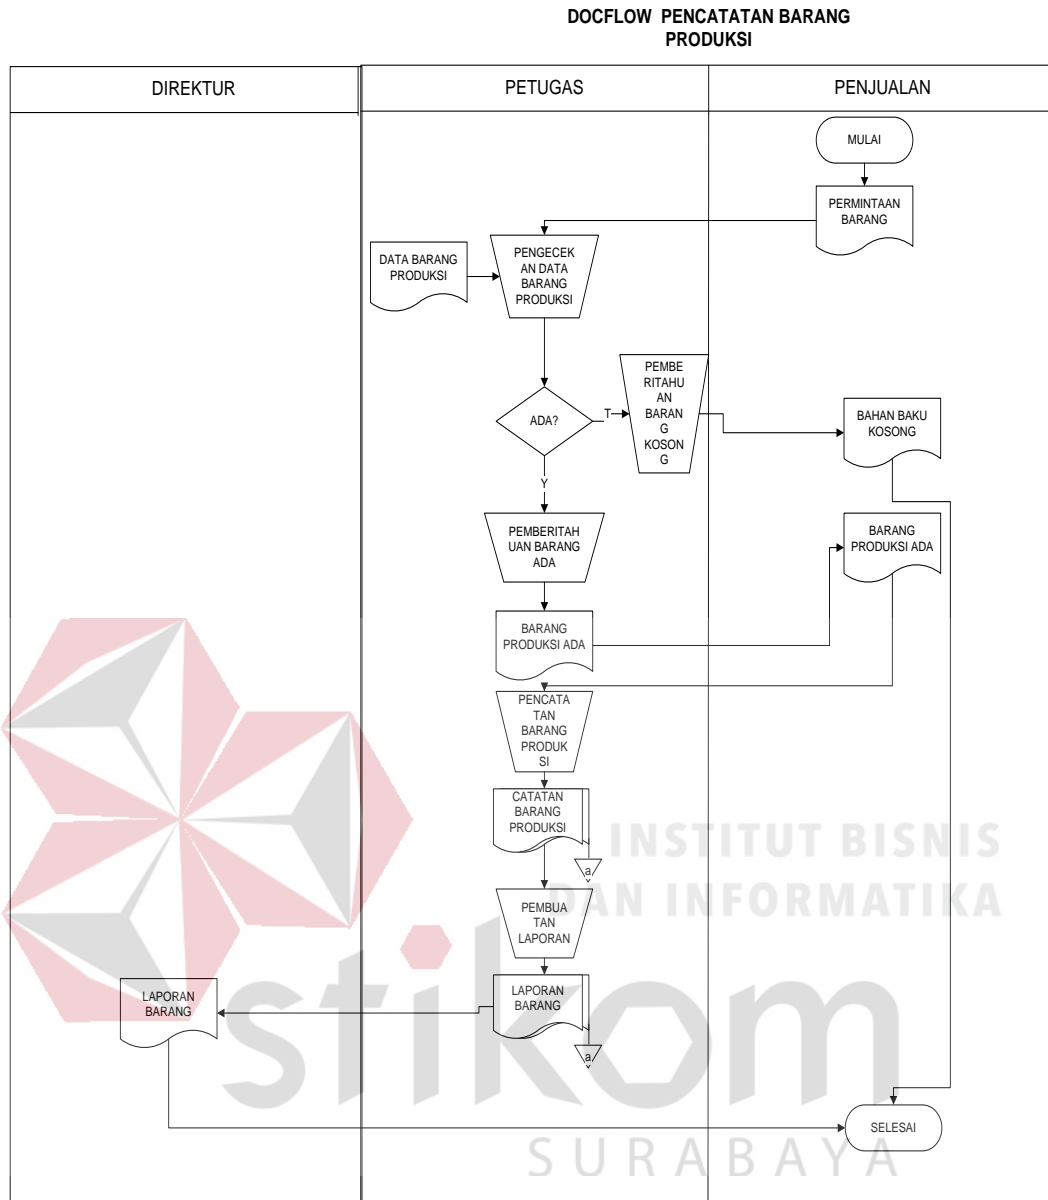 DOCFLOW PENCATATAN BARANG
PRODUKSI
DIREKTUR
PETUGAS
PENJUALAN
MULAI
PERMINTAAN
BARANG
DATA BARANG
PRODUKSI
PENGECEK
AN DATA
BARANG
PRODUKSI
ADA?
T
PEMBE
RITAHU
AN
BARAN
G
KOSON
G
BAHAN BAKU
KOSONG
Y
PEMBERITAH
UAN BARANG
ADA
BARANG
PRODUKSI ADA
BARANG
PRODUKSI ADA
PENCATA
TAN
BARANG
PRODUK
SI
CATATAN
BARANG
PRODUKSI
a
PEMBUA
TAN
LAPORAN
LAPORAN
BARANG
a
LAPORAN
BARANG
SELESAI
INSTITUT BISNIS
DAN INFORMATIKA
stikom
SURABAYA